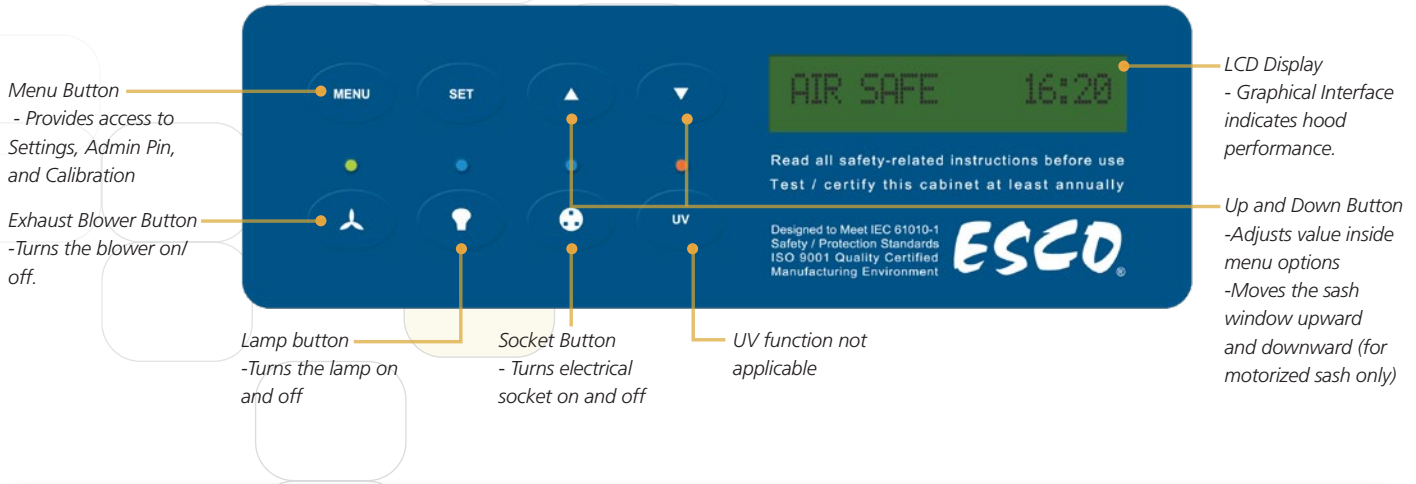 Menu Button
- Provides access to
Settings, Admin Pin,
and Calibration
Exhaust Blower Button
-Turns the blower on/
off.
MENU
SET
UV
AIR SAFE 16:20
Read all safety-related instructions before use
Test / certify this cabinet at least annually
Designed to Meet IEC 61010-1
Safety / Protection Standards
ISO 9001 Quality Certified
Manufacturing Environment
ESCO®
LCD Display
- Graphical Interface
indicates hood
performance.
Up and Down Button
-Adjusts value inside
menu options
-Moves the sash
window upward
and downward (for
motorized sash only)
Lamp button
-Turns the lamp on
and off
Socket Button
- Turns electrical
socket on and off
UV function not
applicable